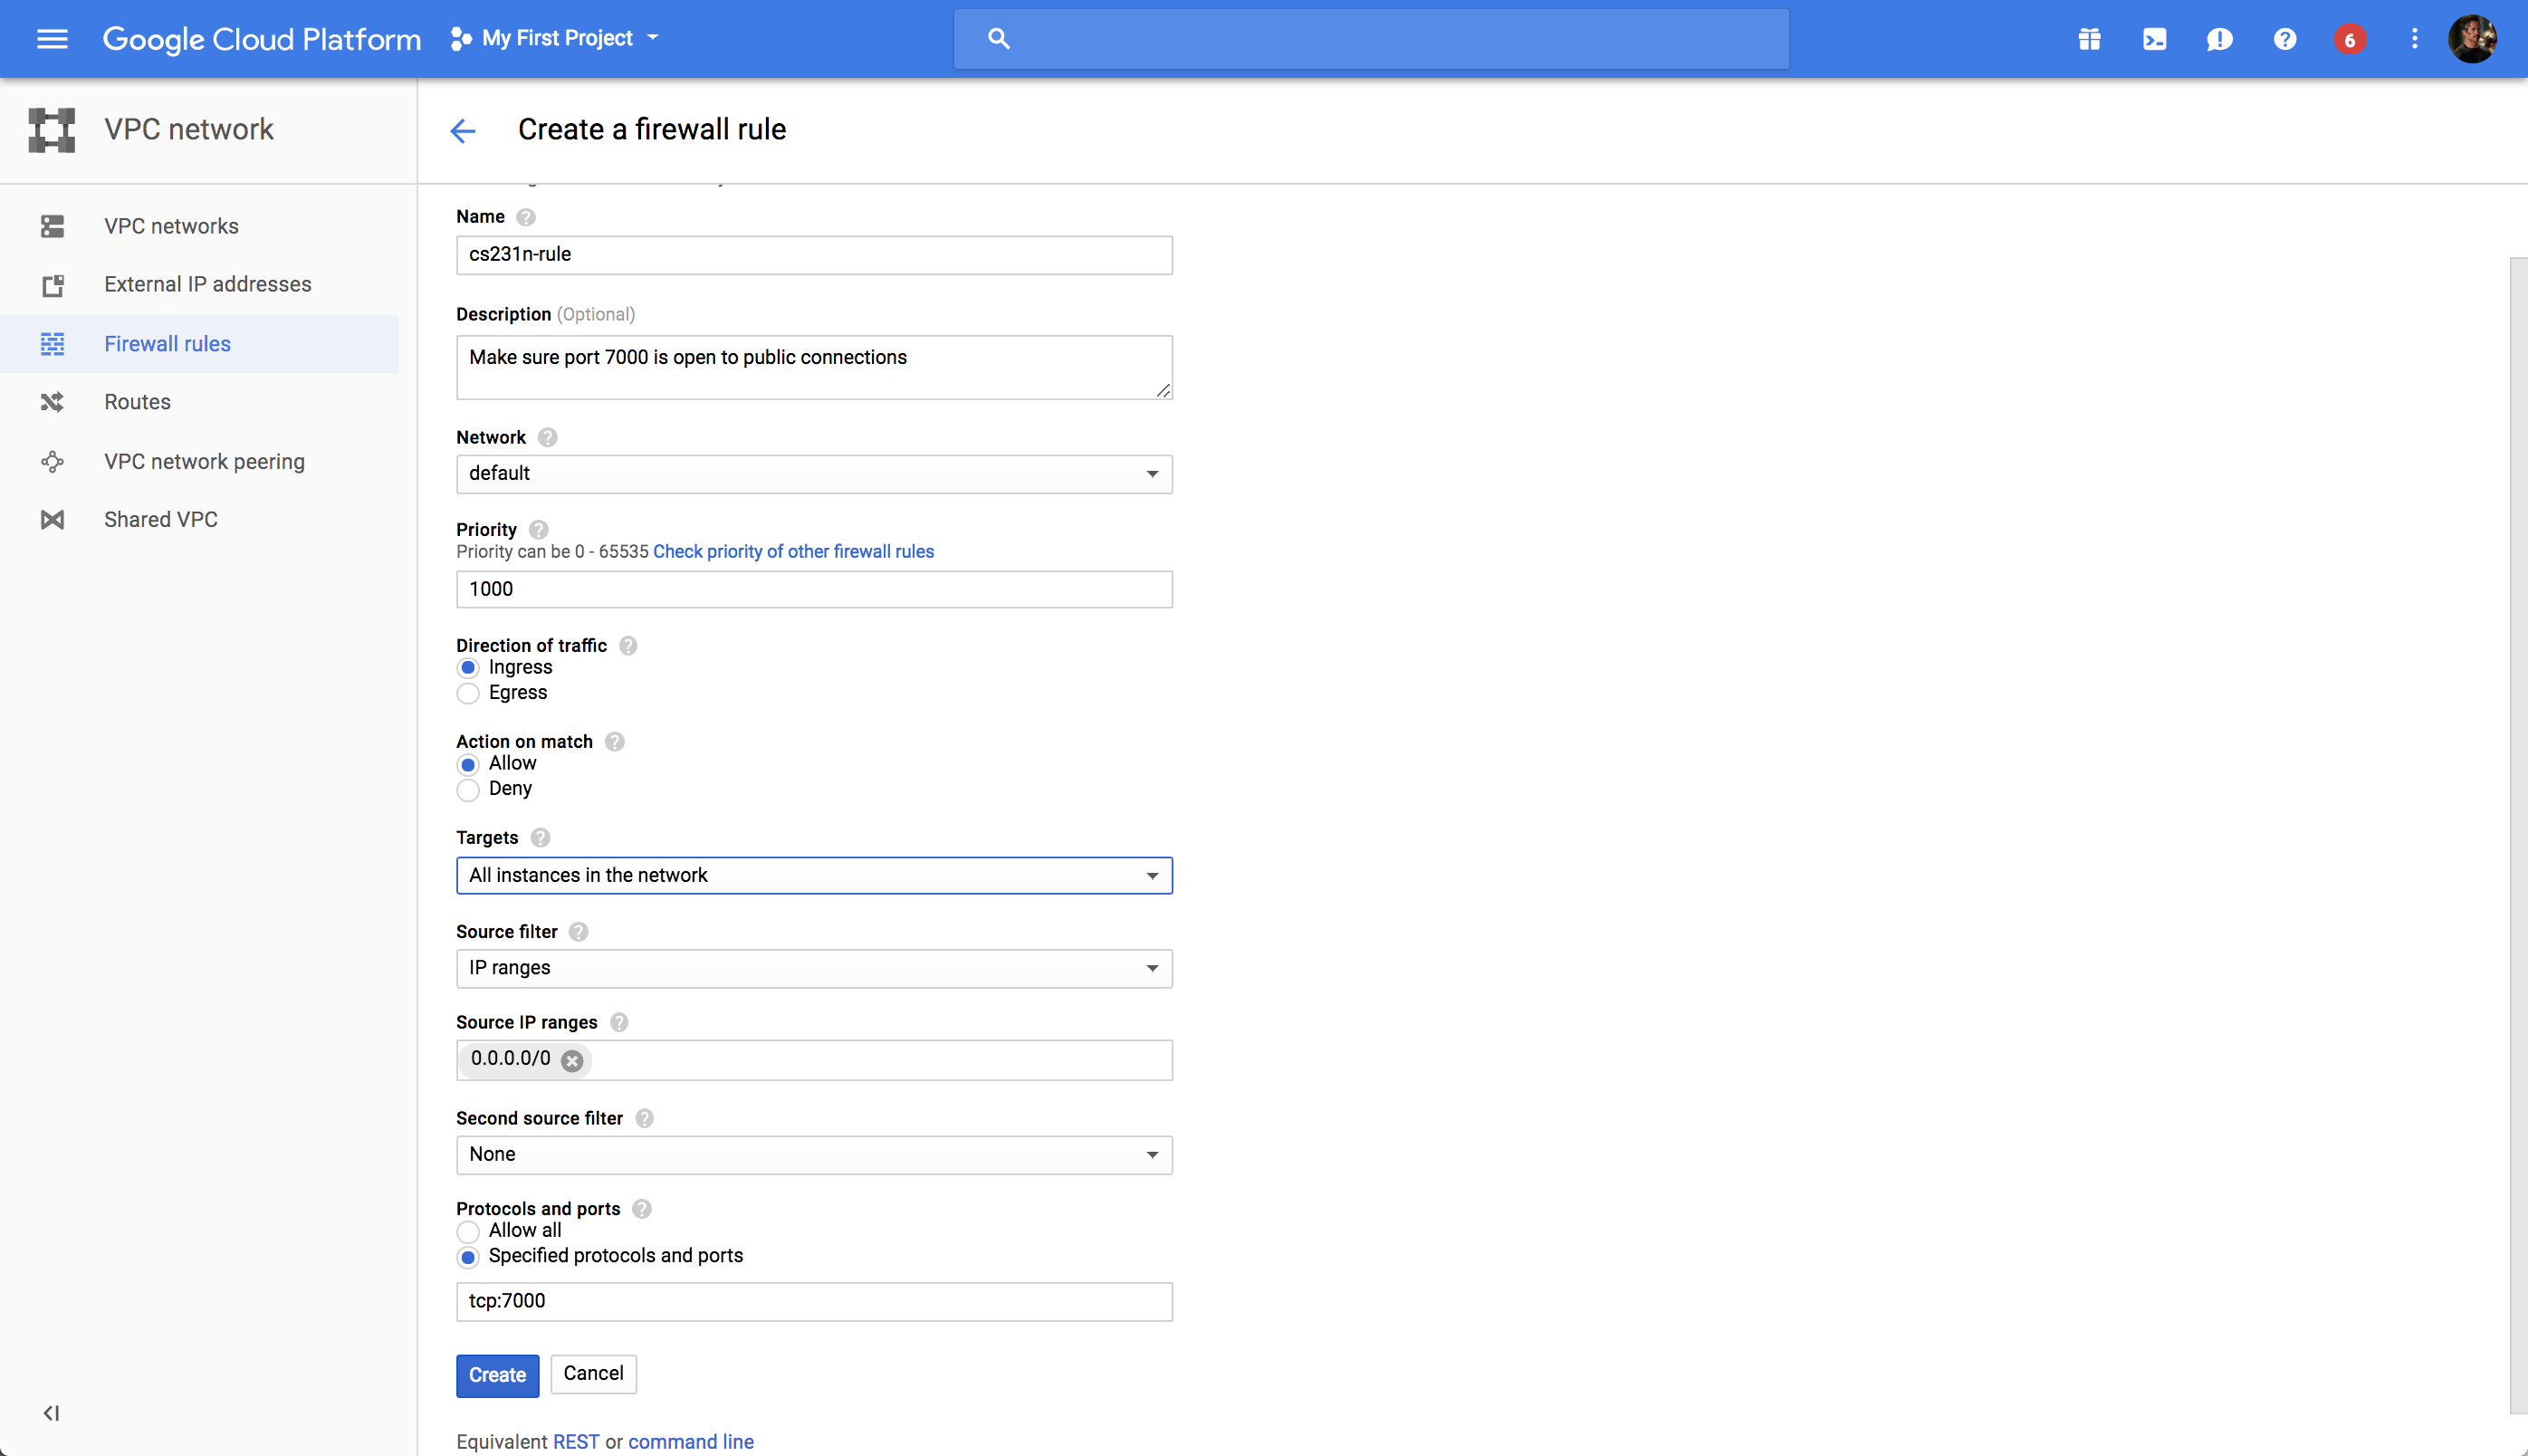 Google Cloud Platform
My First Project
6
VPC network
Create a firewall rule
VPC networks
External IP addresses
Firewall rules
Routes
VPC network peering
Shared VPC
Name
cs231n-rule
Description (Optional)
Make sure port 7000 is open to public connections
Network
default
Priority
Priority can be 0 - 65535 Check priority of other firewall rules
1000
Direction of traffic
Ingress
Egress
Action on match
Allow
Deny
Targets
All instances in the network
Source filter
IP ranges
Source IP ranges
0.0.0.0/0
Second source filter
None
Protocols and ports
Allow all
Specified protocols and ports
tcp:7000
Create
Cancel
Equivalent REST or command line